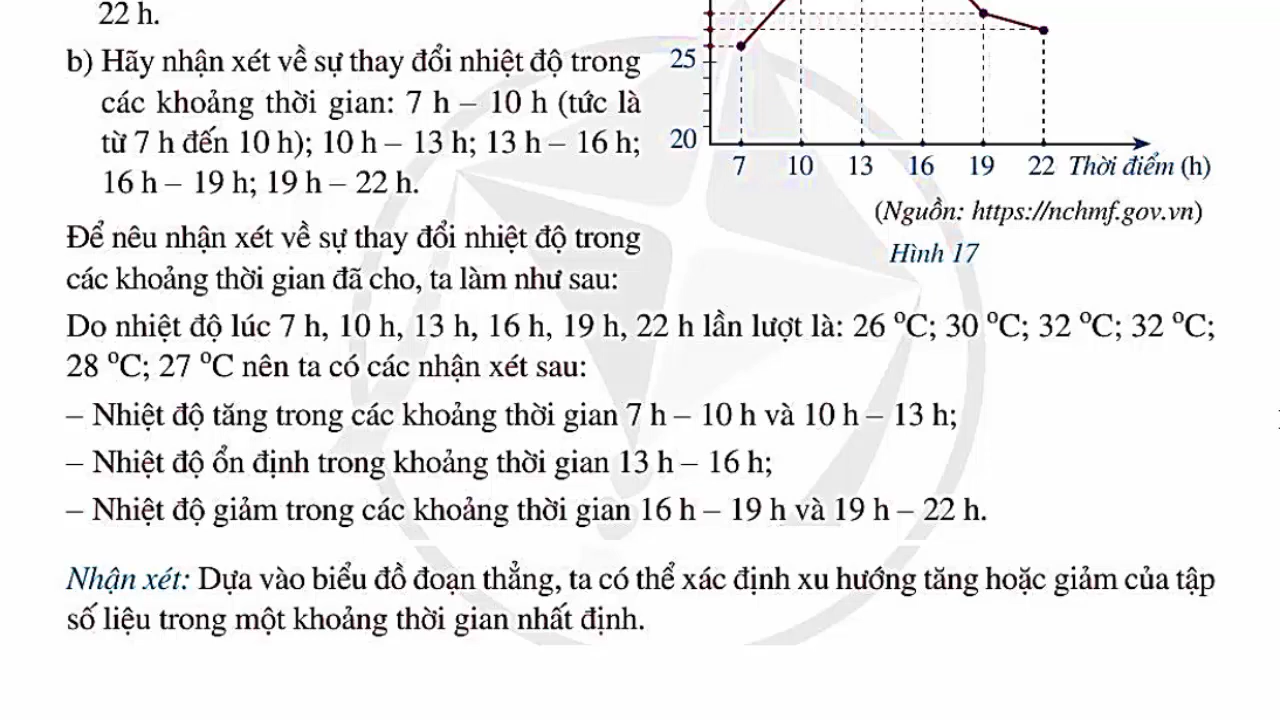 22 h.
b) Hãy nhận xét về sự thay đổi nhiệt độ trong
các khoảng thời gian: 7 h – 10 h (tức là
từ 7 h đến 10 h); 10 h – 13 h; 13 h – 16 h;
16 h – 19 h; 19 h – 22 h.
25
20
7 10 13 16 19 22 Thời điểm (h)
(Nguồn: https://nchmf.gov.vn)
Hình 17
Để nêu nhận xét về sự thay đổi nhiệt độ trong
các khoảng thời gian đã cho, ta làm như sau:
Do nhiệt độ lúc 7 h, 10 h, 13 h, 16 h, 19 h, 22 h lần lượt là: 26 °C; 30 °C; 32 °C; 32 °C;
28 °C; 27 °C nên ta có các nhận xét sau:
– Nhiệt độ tăng trong các khoảng thời gian 7 h – 10 h và 10 h – 13 h;
– Nhiệt độ ổn định trong khoảng thời gian 13 h – 16 h;
– Nhiệt độ giảm trong các khoảng thời gian 16 h – 19 h và 19 h – 22 h.
Nhận xét: Dựa vào biểu đồ đoạn thẳng, ta có thể xác định xu hướng tăng hoặc giảm của tập
số liệu trong một khoảng thời gian nhất định.